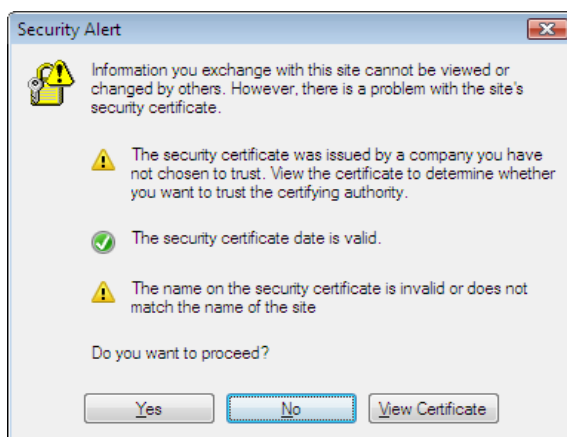 Security Alert
Information you exchange with this site cannot be viewed or
changed by others. However, there is a problem with the site's
security certificate.
The security certificate was issued by a company you have
not chosen to trust. View the certificate to determine whether
you want to trust the certifying authority.
The security certificate date is valid.
The name on the security certificate is invalid or does not
match the name of the site
Do you want to proceed?
Yes No View Certificate